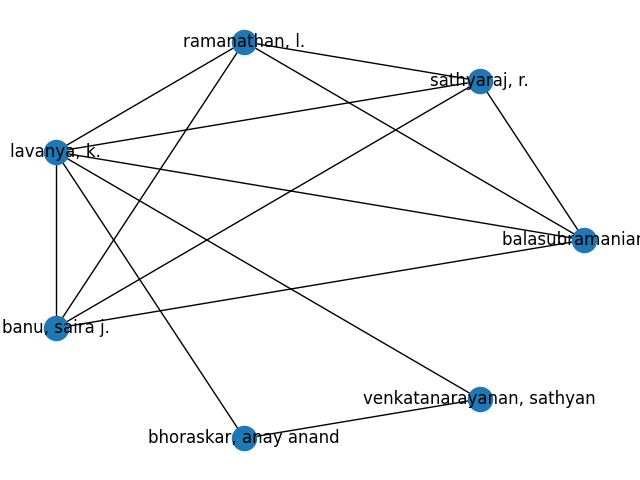 ramanathan, l.
sathyaraj, r.
lavanya, k.
balasubramanian
banu, saira j.
venkatanarayanan, sathyan
bhoraskar, anay anand